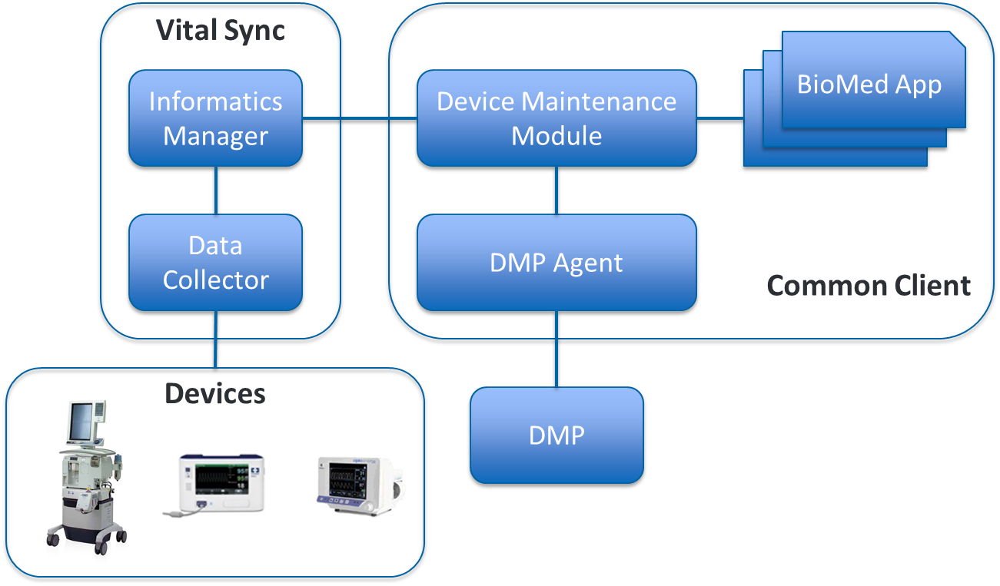 Vital Sync
Informatics
Manager
Data
Collector
Device Maintenance
Module
BioMed App
DMP Agent
Common Client
Devices
DMP